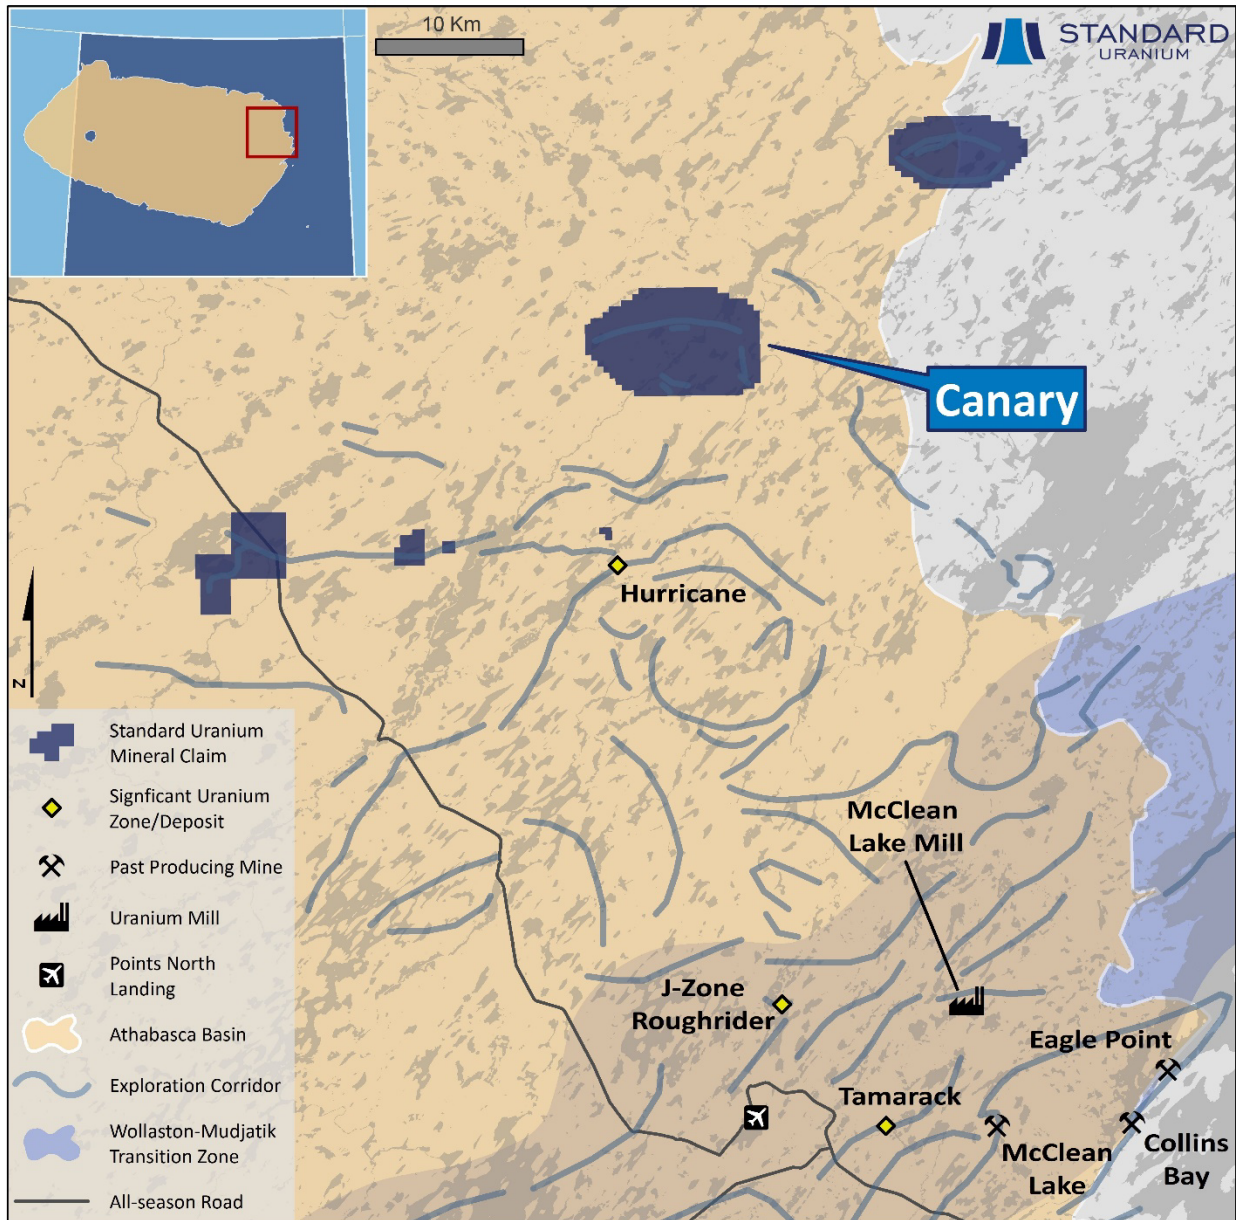 10 Km
STANDARD
URANIUM
Canary
Hurricane
N
McClean
Lake Mill
J-Zone
Roughrider
Eagle Point
Tamarack
McClean
Lake
Collins
Bay
Standard Uranium
Mineral Claim
Signficant Uranium
Zone/Deposit
Past Producing Mine
Uranium Mill
Points North
Landing
Athabasca Basin
Exploration Corridor
Wollaston-Mudjatik
Transition Zone
All-season Road